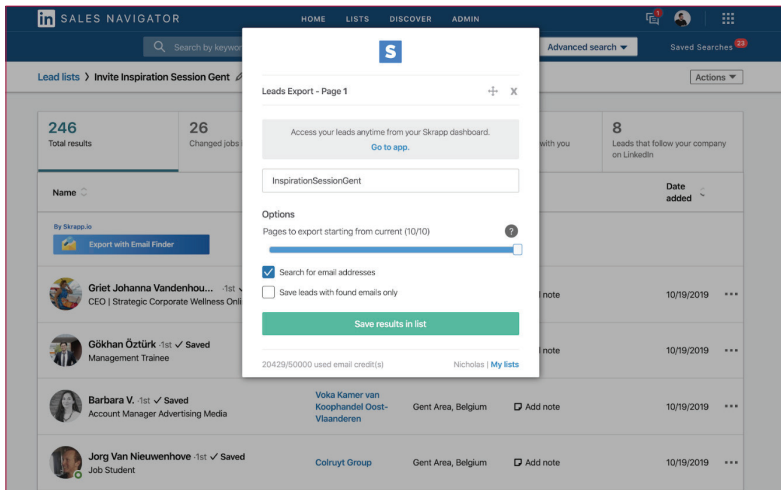 in SALES NAVIGATOR
HOME LISTS DISCOVER ADMIN
1
Search by keywor
Advanced search
Saved Searches 23
Lead lists > Invite Inspiration Session Gent
Actions
S
Leads Export - Page 1
X
Access your leads anytime from your Skrapp dashboard.
Go to app.
InspirationSessionGent
Options
Pages to export starting from current (10/10)
?
Search for email addresses
Save leads with found emails only
Save results in list
20429/50000 used email credit(s)
Nicholas | My lists
246
Total results
26
Changed jobs
with you
8
Leads that follow your company
on LinkedIn
Name
Date
added
By Skrapp.io
Export with Email Finder
Griet Johanna Vandenhou... ·1st
CEO | Strategic Corporate Wellness Onli
note
10/19/2019
Gökhan Öztürk ·1st ✓ Saved
Management Trainee
note
10/19/2019
Barbara V. ·1st ✓ Saved
Account Manager Advertising Media
Voka Kamer van
Koophandel Oost-
Vlaanderen
Gent Area, Belgium
Add note
10/19/2019
Jorg Van Nieuwenhove ·1st ✓ Saved
Job Student
Colruyt Group
Gent Area, Belgium
Add note
10/19/2019